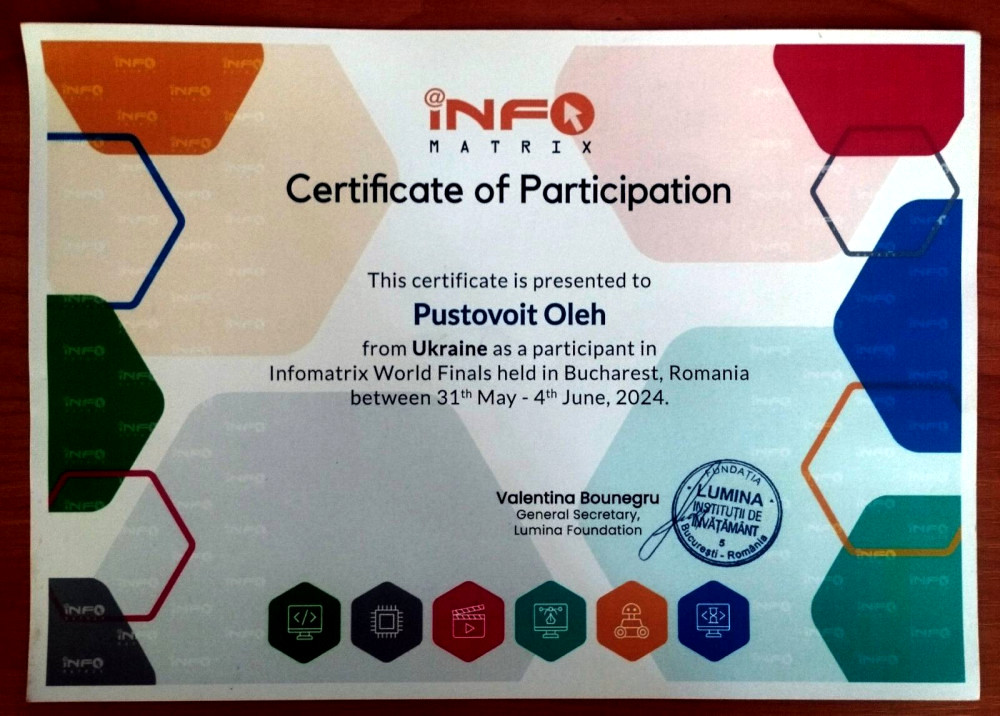 @INFO
MATRIX
Certificate of Participation
This certificate is presented to
Pustovoit Oleh
from Ukraine as a participant in
Infomatrix World Finals held in Bucharest, Romania
between 31th May - 4th June, 2024.
Valentina Bounegru
General Secretary,
Lumina Foundation
FUNDAȚIA
LUMINA
INSTITUȚII DE
ÎNVĂȚĂMÂNT
5
București - România